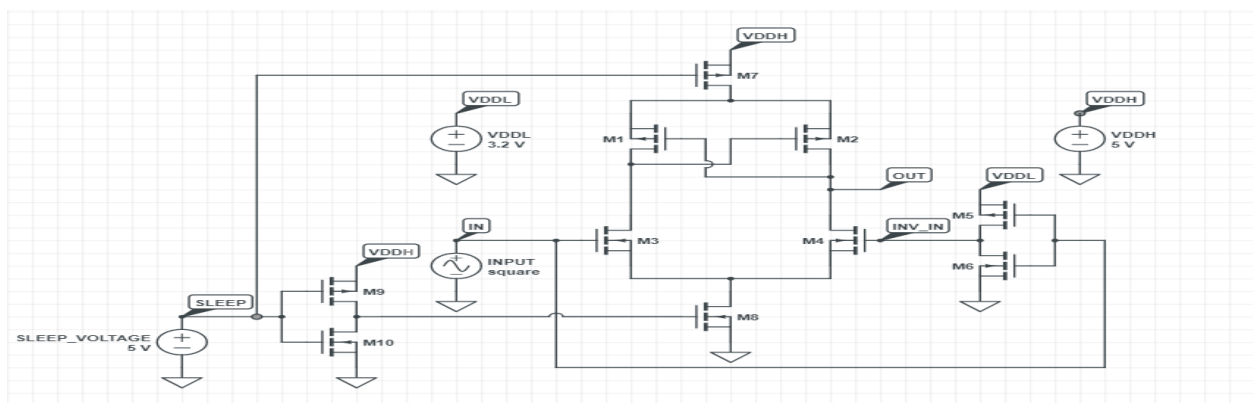 VDDH
M7
VDDL
VDDL
3.2 V
M1
M2
VDDH
VDDH
5 V
OUT
VDDL
M5
IN
INPUT
square
M3
M4
INV_IN
M6
VDDH
M9
SLEEP
SLEEP_VOLTAGE
5 V
M10
M8